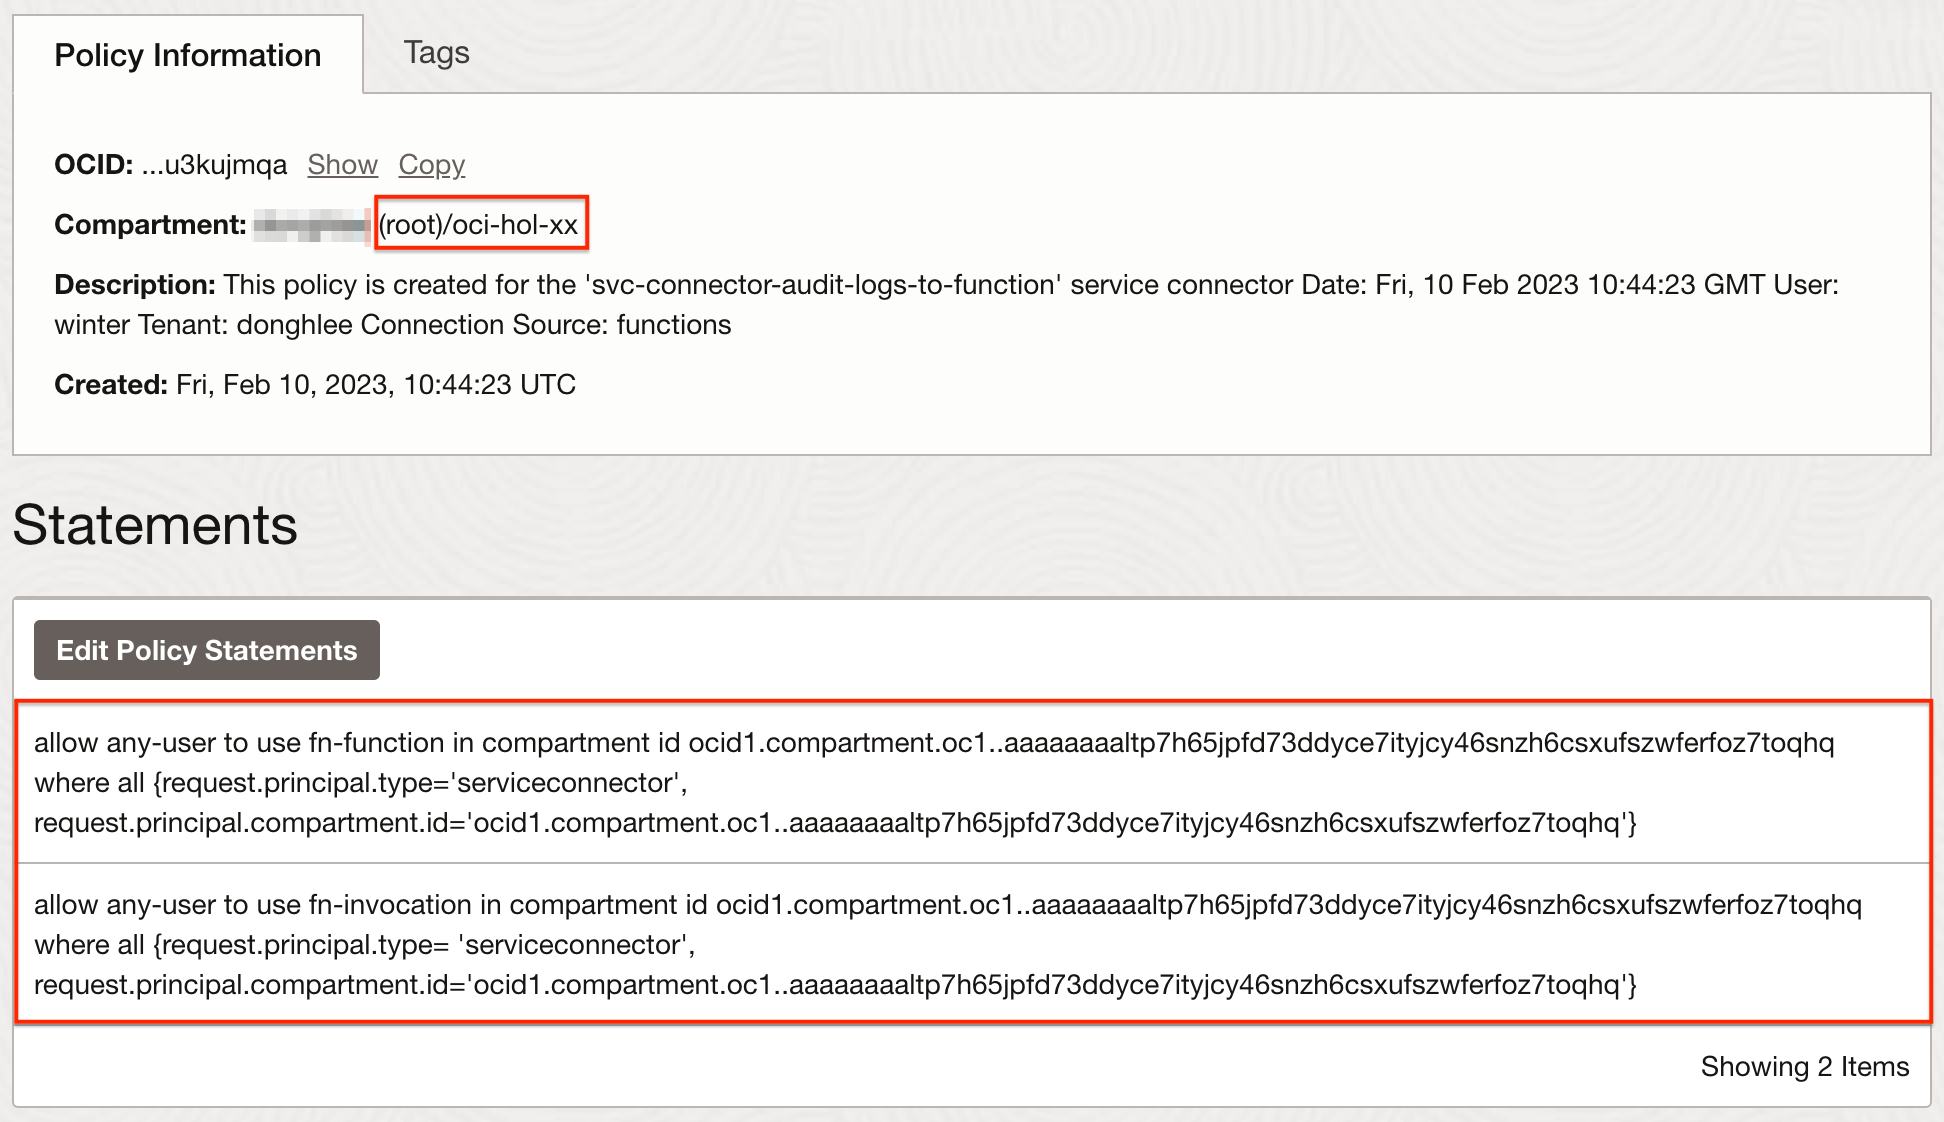 Policy Information
Tags
OCID: ...u3kujmqa Show Copy
Compartment: (root)/oci-hol-xx
Description: This policy is created for the 'svc-connector-audit-logs-to-function' service connector Date: Fri, 10 Feb 2023 10:44:23 GMT User:
winter Tenant: donghlee Connection Source: functions
Created: Fri, Feb 10, 2023, 10:44:23 UTC
Statements
Edit Policy Statements
allow any-user to use fn-function in compartment id ocid1.compartment.oc1..aaaaaaaaltp7h65jpfd73ddyce7ityjcy46snzh6csxufszwferfoz7toqhq
where all {request.principal.type='serviceconnector',
request.principal.compartment.id='ocid1.compartment.oc1..aaaaaaaaltp7h65jpfd73ddyce7ityjcy46snzh6csxufszwferfoz7toqhq'}
allow any-user to use fn-invocation in compartment id ocid1.compartment.oc1..aaaaaaaaltp7h65jpfd73ddyce7ityjcy46snzh6csxufszwferfoz7toqhq
where all {request.principal.type= 'serviceconnector',
request.principal.compartment.id='ocid1.compartment.oc1..aaaaaaaaltp7h65jpfd73ddyce7ityjcy46snzh6csxufszwferfoz7toqhq'}
Showing 2 Items